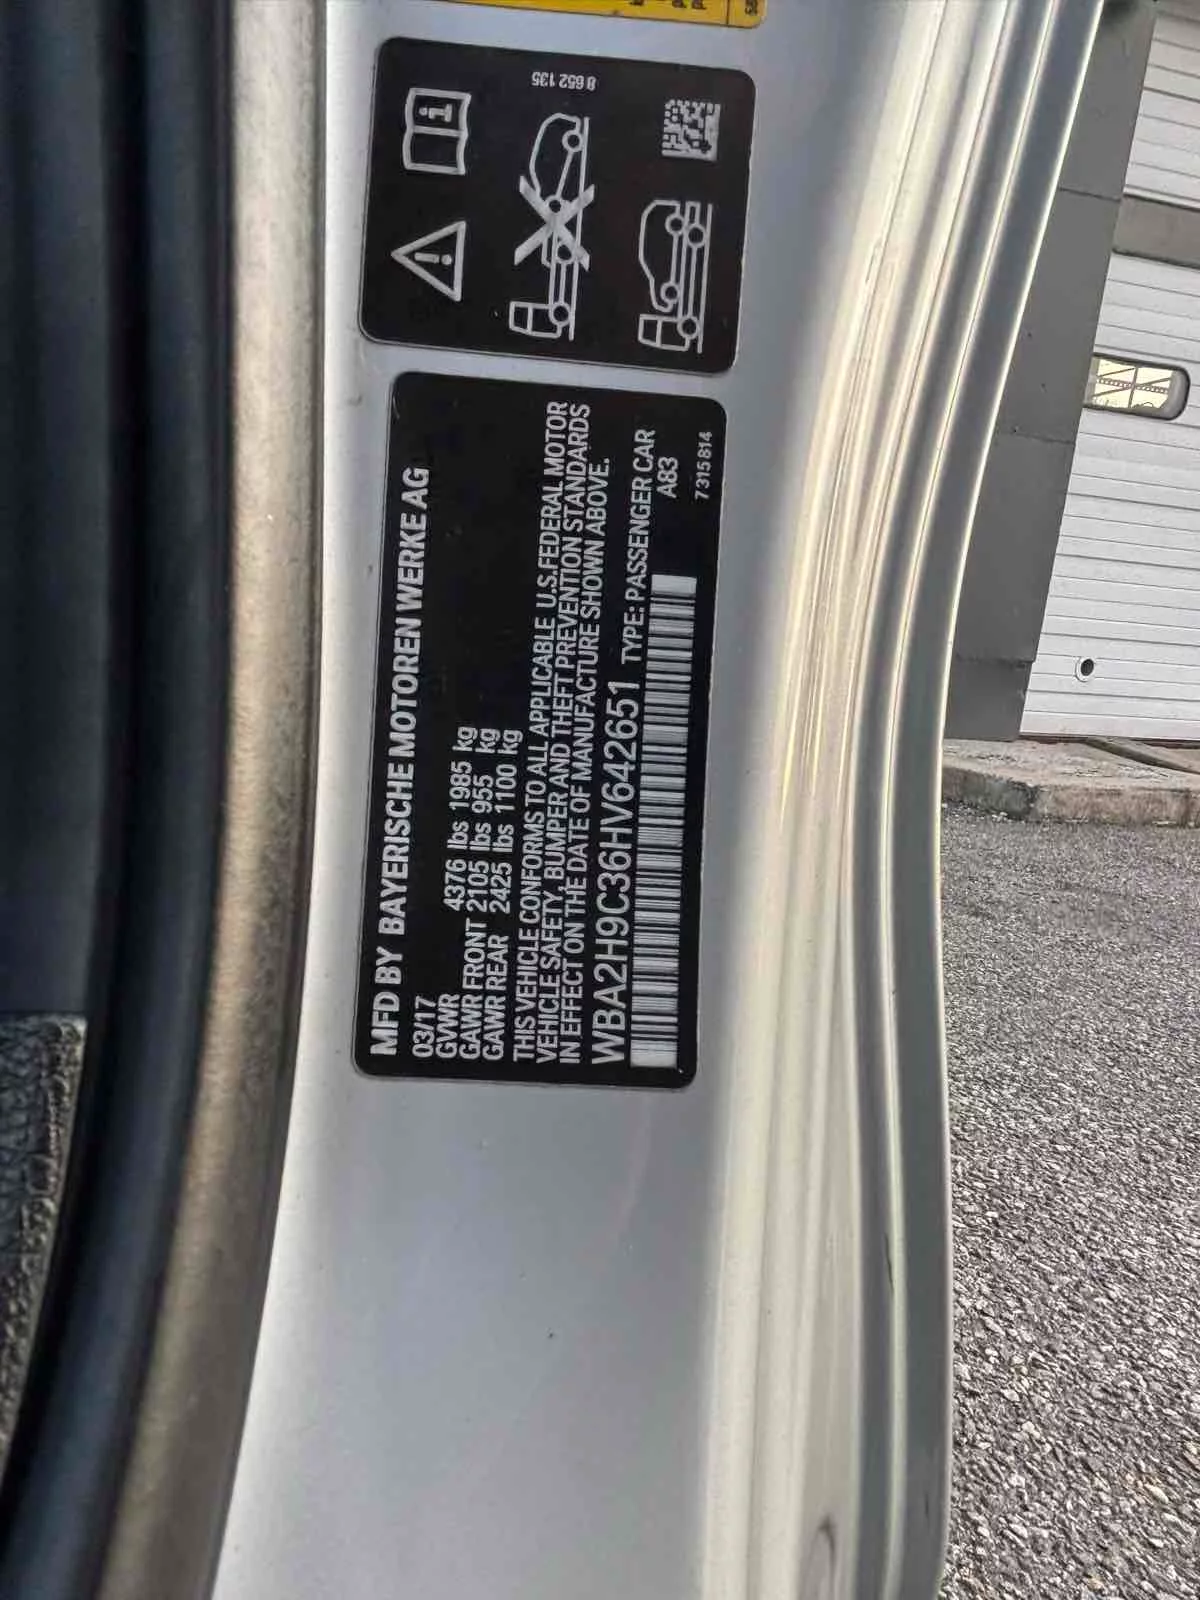 8 652 135
MFD BY BAYERISCHE MOTOREN WERKE AG
03/17
GVWR 4376 lbs 1985 kg
GAWR FRONT 2105 lbs 955 kg
GAWR REAR 2425 lbs 1100 kg
THIS VEHICLE CONFORMS TO ALL APPLICABLE U.S.FEDERAL MOTOR
VEHICLE SAFETY, BUMPER AND THEFT PREVENTION STANDARDS
IN EFFECT ON THE DATE OF MANUFACTURE SHOWN ABOVE.
WBA2H9C36HV642651 TYPE: PASSENGER CAR
A83
7315814